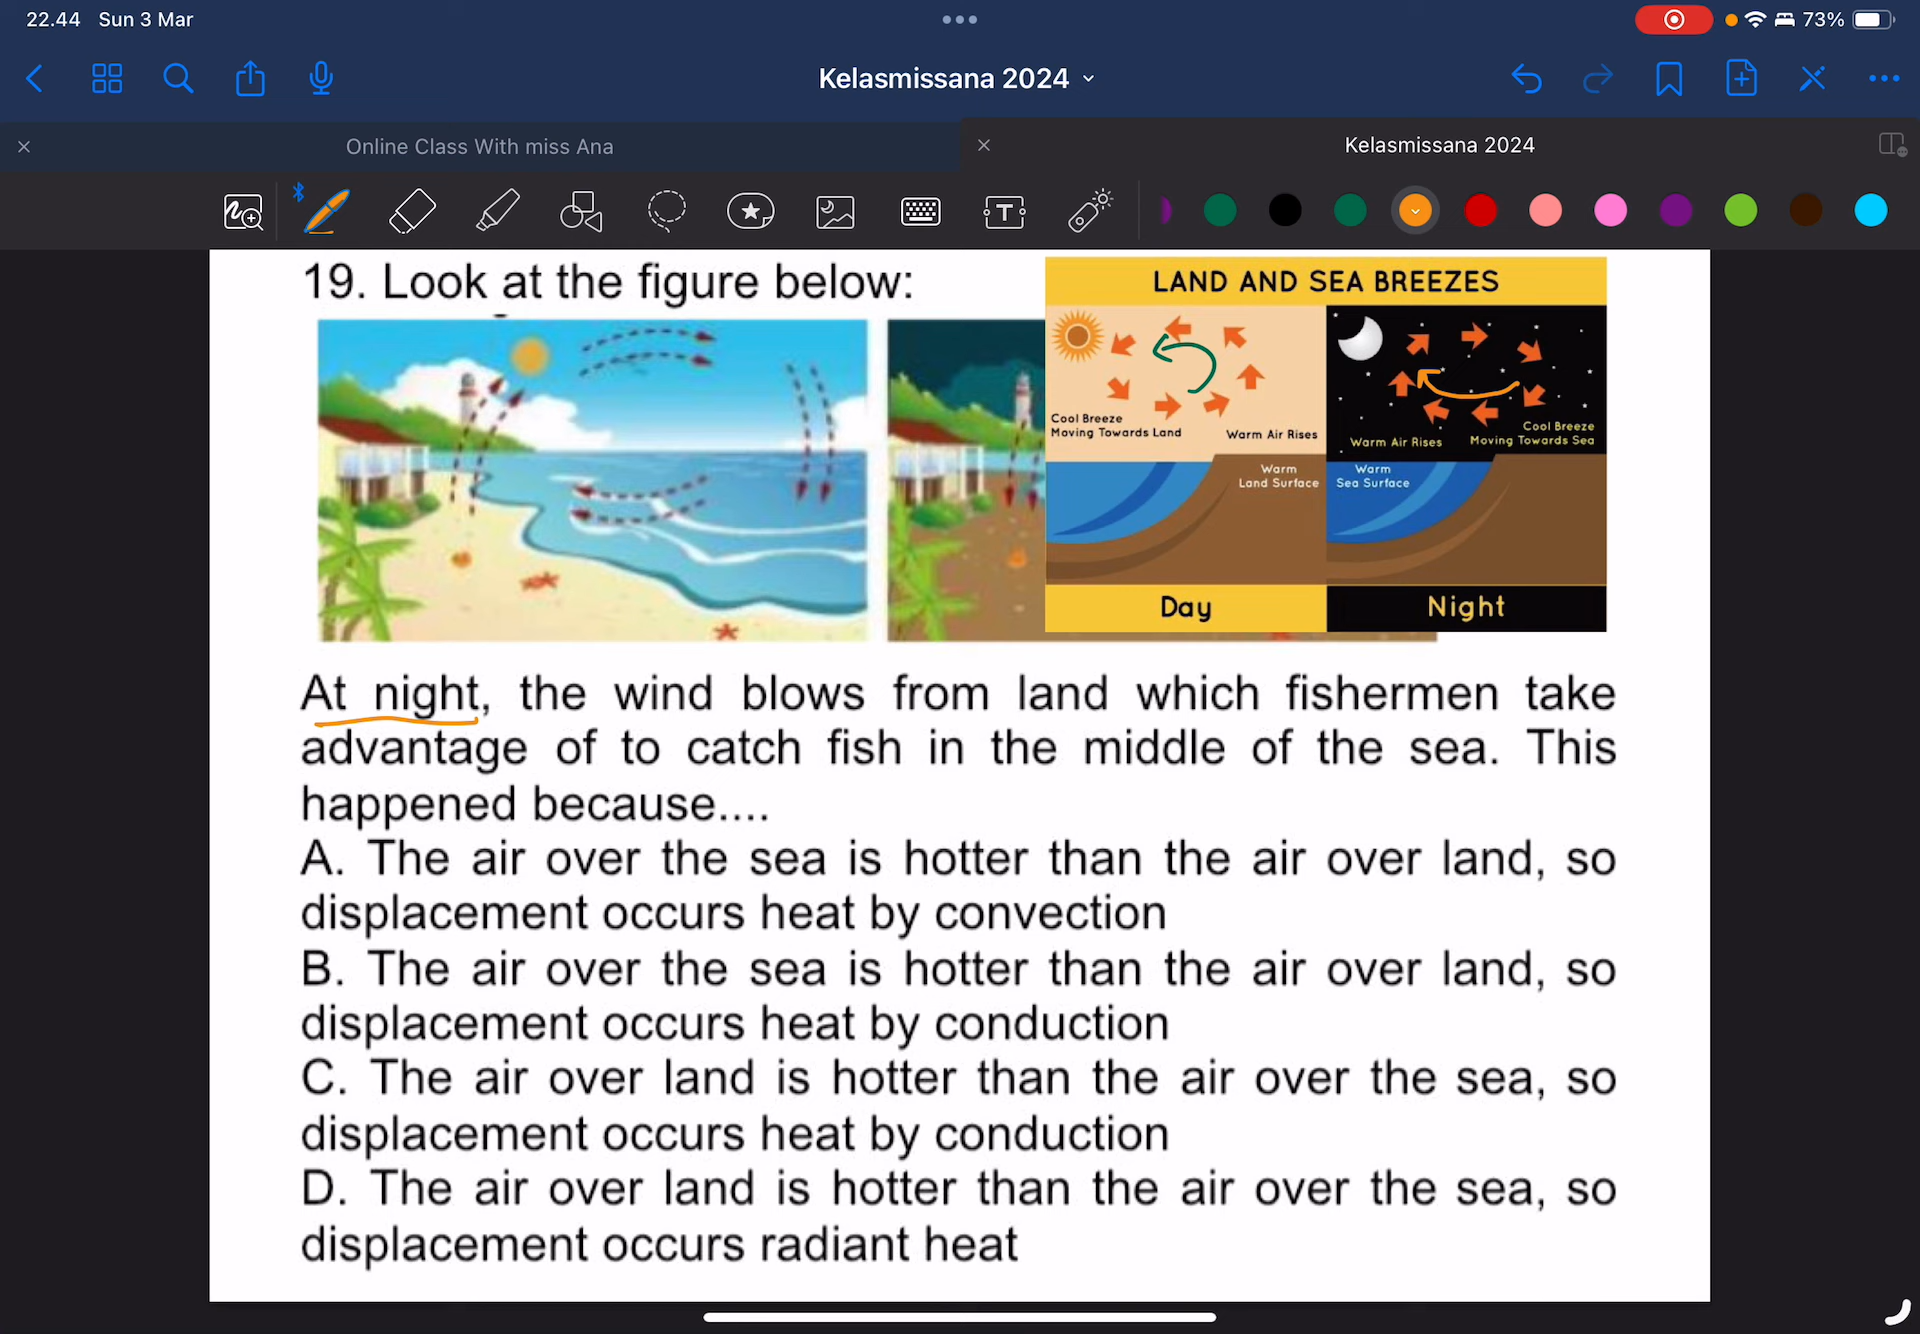 22.44 Sun 3 Mar
73%
Kelasmissana 2024
Online Class With miss Ana
Kelasmissana 2024
19. Look at the figure below:
LAND AND SEA BREEZES
Cool Breeze
Moving Towards Land
Warm Air Rises
Warm
Land Surface
Day
Warm Air Rises
Cool Breeze
Moving Towards Sea
Warm
Sea Surface
Night
At night, the wind blows from land which fishermen take
advantage of to catch fish in the middle of the sea. This
happened because....
A. The air over the sea is hotter than the air over land, so
displacement occurs heat by convection
B. The air over the sea is hotter than the air over land, so
displacement occurs heat by conduction
C. The air over land is hotter than the air over the sea, so
displacement occurs heat by conduction
D. The air over land is hotter than the air over the sea, so
displacement occurs radiant heat